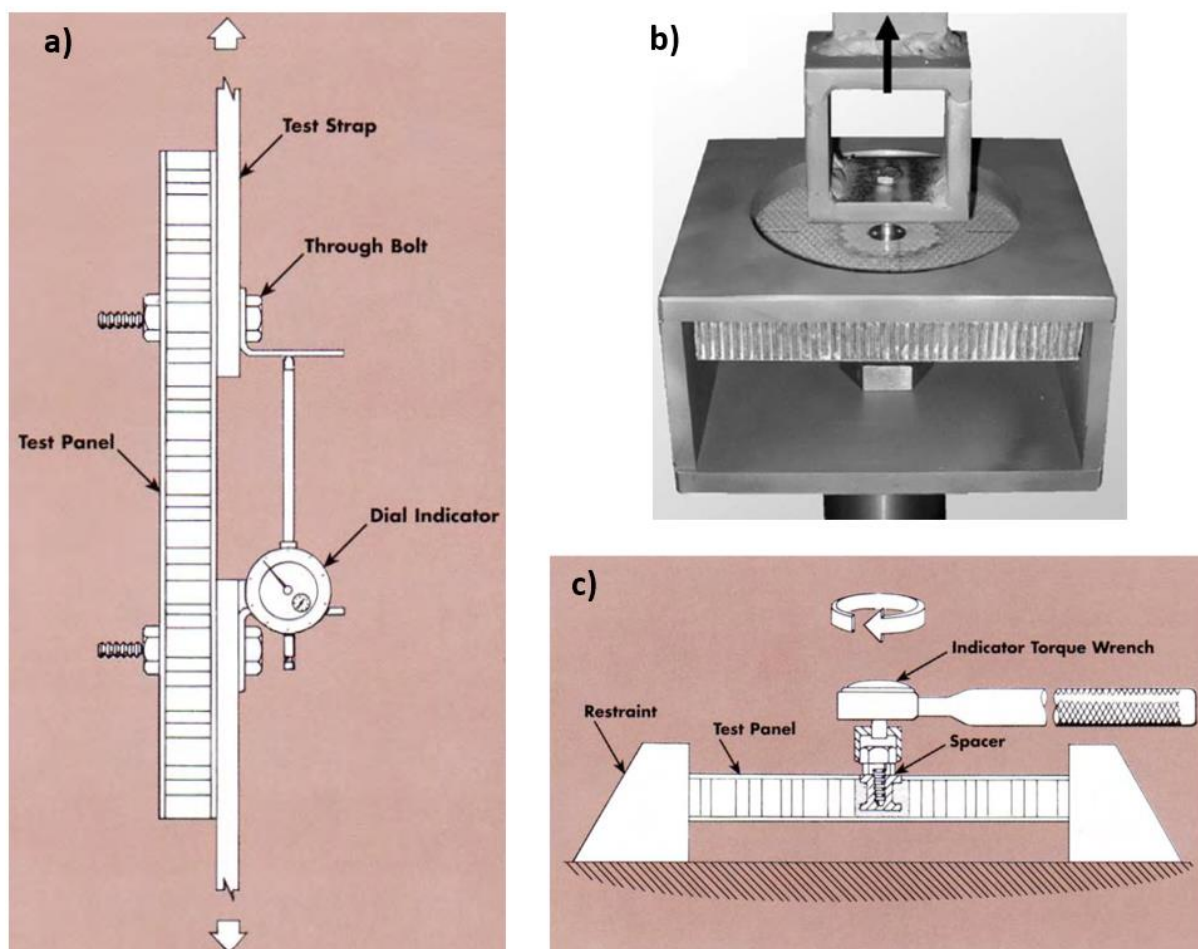 a)
Test Strap
Through Bolt
Test Panel
Dial Indicator
b)
c)
Indicator Torque Wrench
Restraint
Test Panel
Spacer